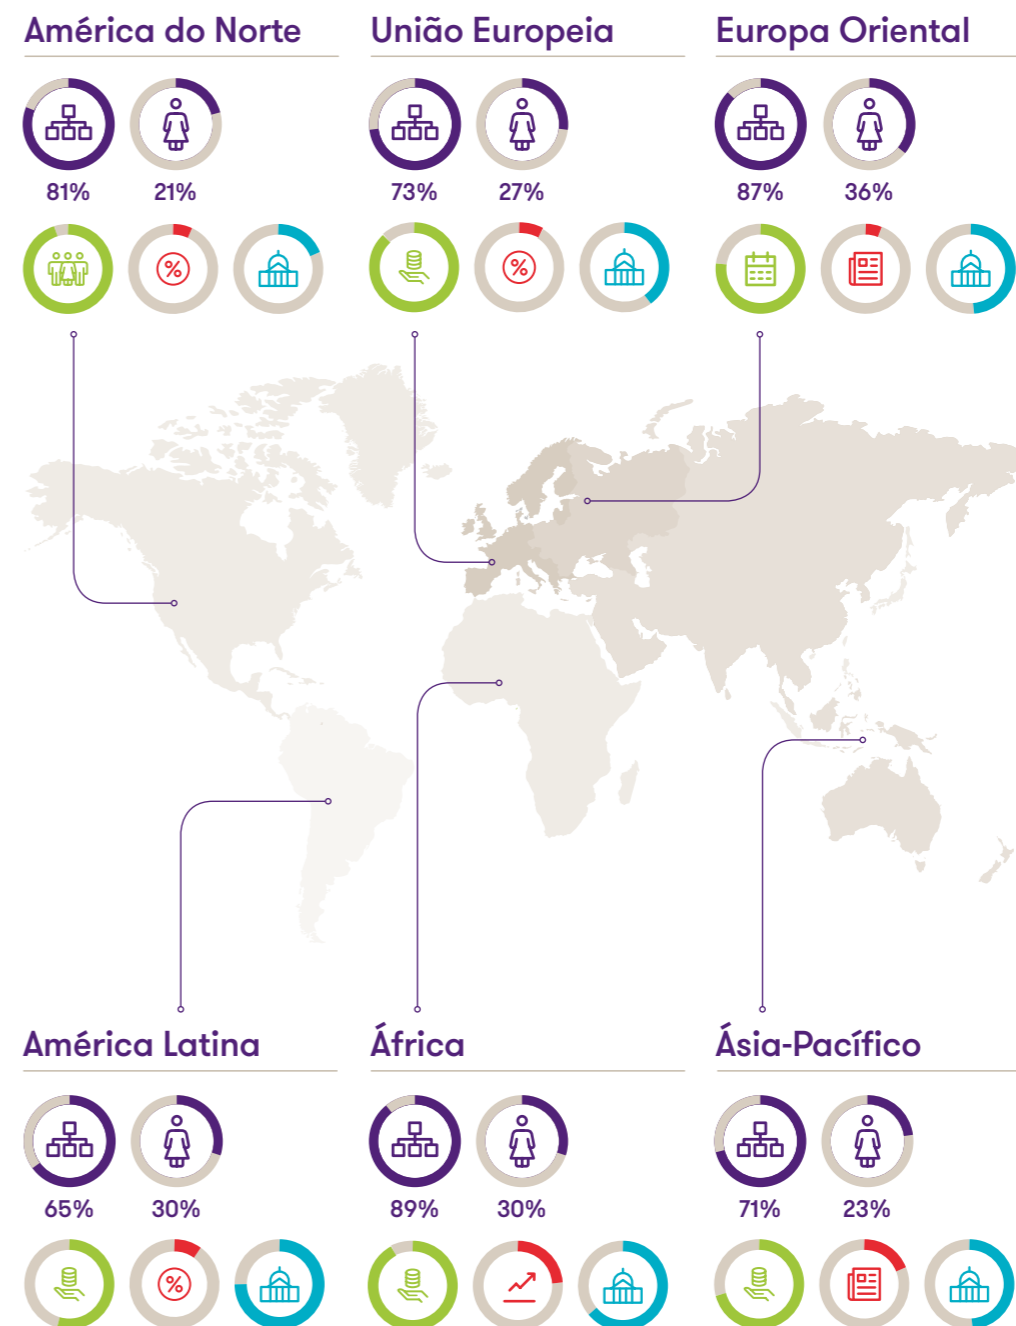 América do Norte
União Europeia
Europa Oriental
81%
21%
73%
27%
87%
36%
%
%
América Latina
África
Ásia-Pacífico
65%
30%
89%
30%
71%
23%
%